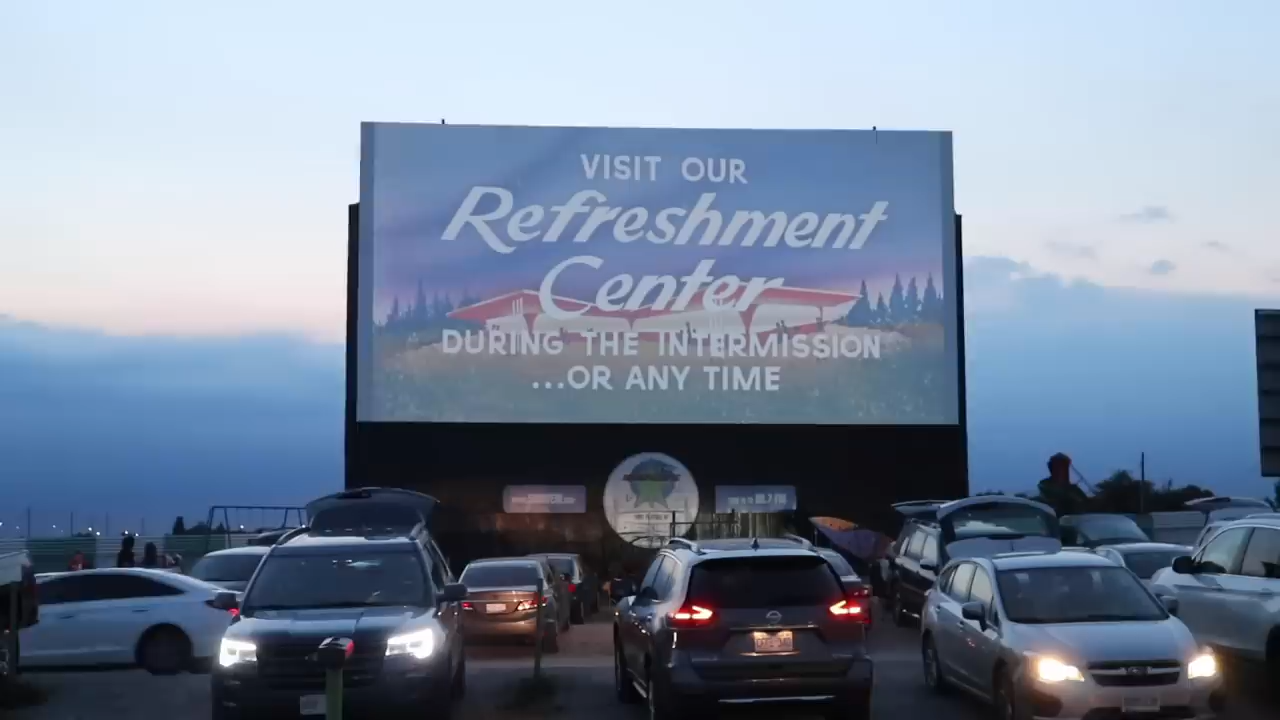 VISIT OUR
Refreshment
Center
DURING THE INTERMISSION
...OR ANY TIME